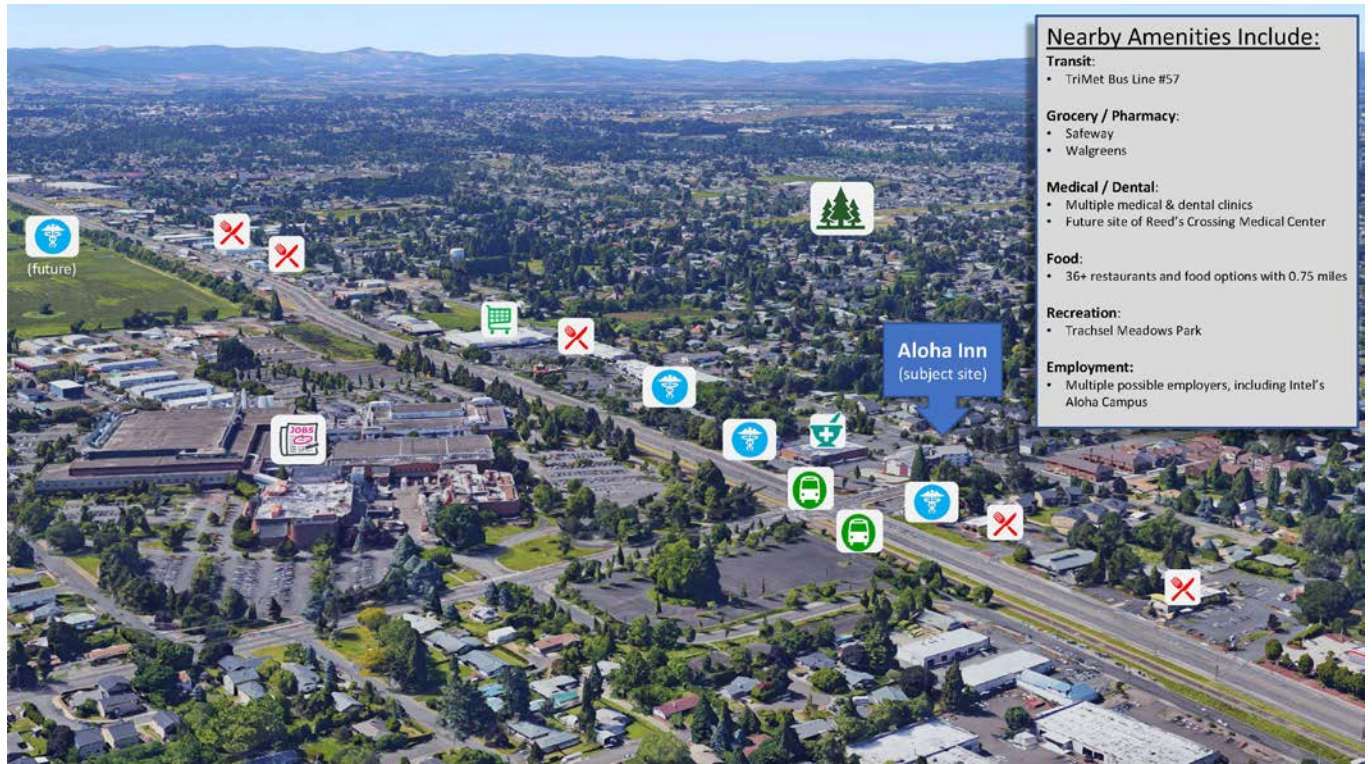 Nearby Amenities Include:
Transit:
• TriMet Bus Line #57
Grocery / Pharmacy:
• Safeway
• Walgreens
Medical / Dental:
• Multiple medical & dental clinics
• Future site of Reed's Crossing Medical Center
Food:
• 36+ restaurants and food options with 0.75 miles
Recreation:
• Trachsel Meadows Park
Employment:
• Multiple possible employers, including Intel's
Aloha Campus
(future)
Aloha Inn
(subject site)
JOBS